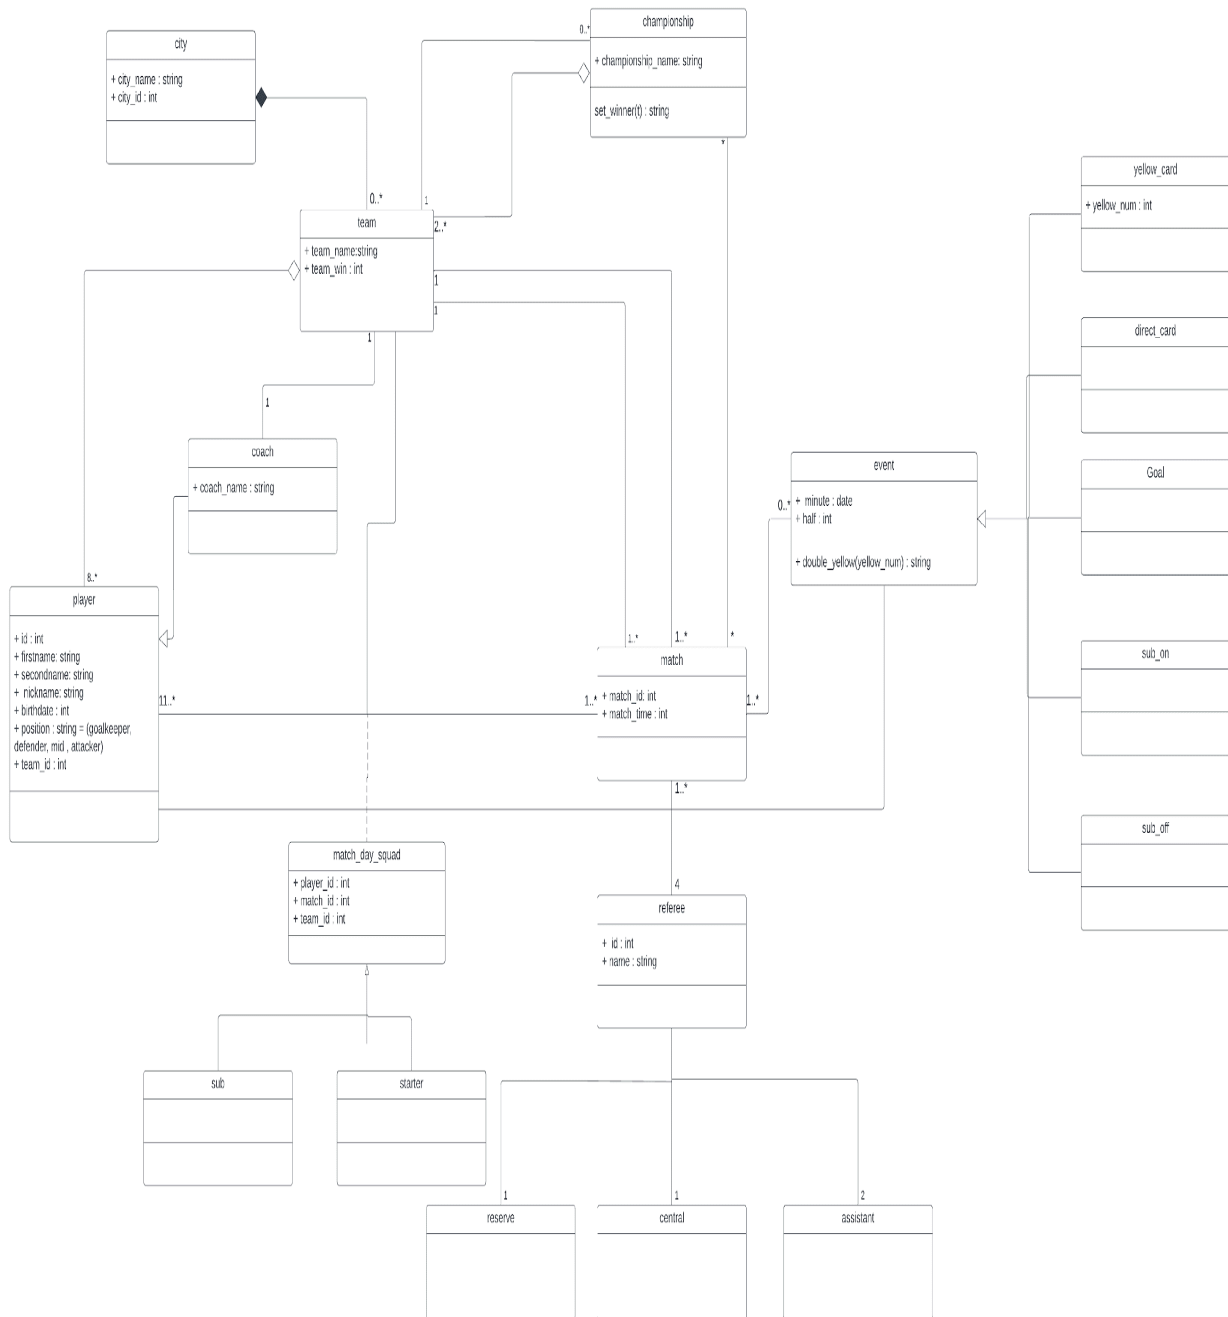 city
+ city_name : string
+ city_id : int
championship
+ championship_name: string
set_winner(t) : string
0..*
*
yellow_card
+ yellow_num : int
0..*
1
2..*
team
+ team_name:string
+ team_win : int
1
1
1
direct_card
1
coach
+ coach_name : string
event
+ minute : date
+ half : int
+ double_yellow(yellow_num) : string
0..*
Goal
8..*
player
+ id : int
+ firstname: string
+ secondname: string
+ nickname: string
+ birthdate : int
+ position : string = (goalkeeper,
defender, mid , attacker)
+ team_id : int
11..*
1..*
1..*
*
match
+ match_id: int
+ match_time : int
1..*
1..*
1..*
sub_on
sub_off
match_day_squad
+ player_id : int
+ match_id : int
+ team_id : int
4
referee
+ id : int
+ name : string
sub
starter
1
1
2
reserve
central
assistant